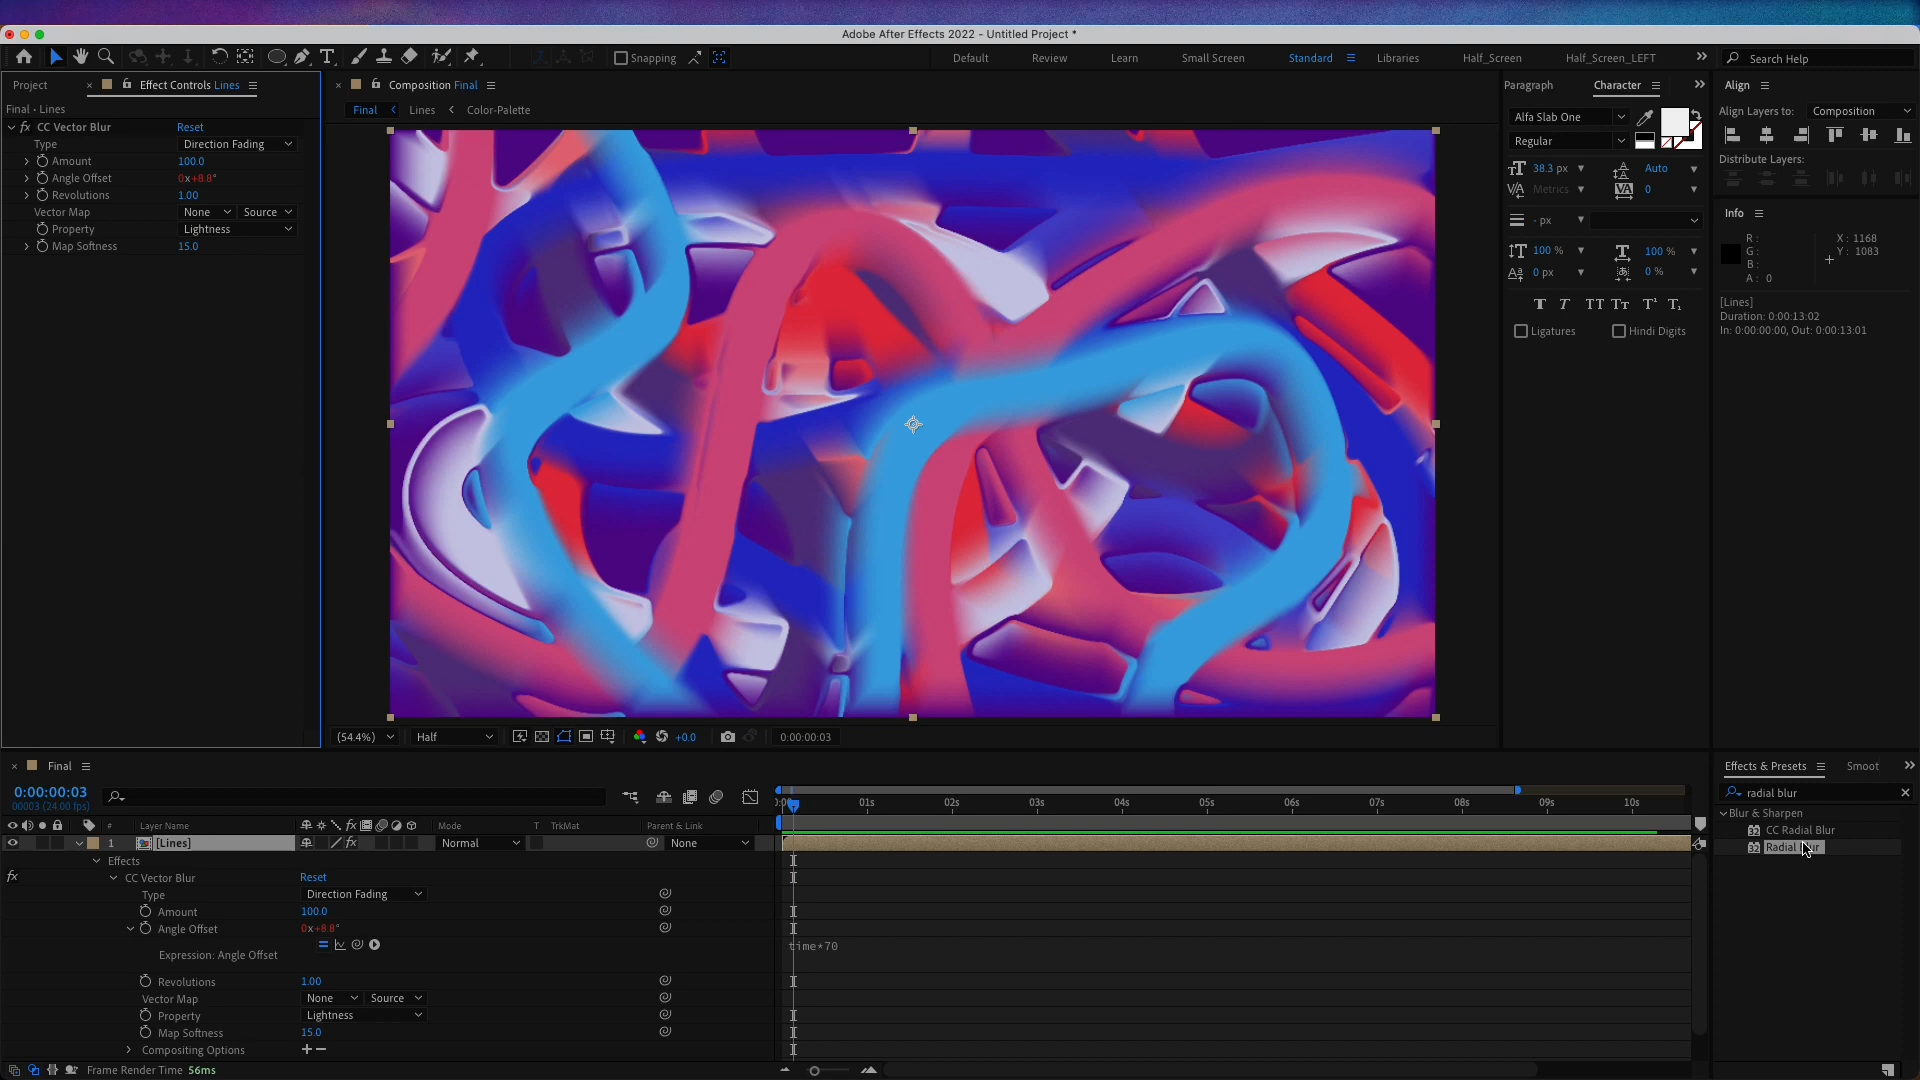 Adobe After Effects 2022 - Untitled Project *
Snapping
Default
Review
Learn
Small Screen
Standard
Libraries
Half_Screen
Half_Screen_LEFT
Search Help
Project
Effect Controls Lines
Composition Final
Paragraph
Character
Align
Final • Lines
Final
Lines
Color-Palette
Align Layers to: Composition
Alfa Slab One
fx CC Vector Blur Reset
Type Direction Fading
Regular
Amount 100.0
Distribute Layers:
38.3 px
Auto
Angle Offset 0x+8.8°
Metrics
0
Revolutions 1.00
Vector Map None Source
Info
- px
Property Lightness
R :
G :
B :
A : 0
X : 1168
Y : 1083
Map Softness 15.0
100 %
100 %
0 px
0 %
[Lines]
Duration: 0:00:13:02
In: 0:00:00:00, Out: 0:00:13:01
Ligatures
Hindi Digits
(54.4%)
Half
+0.0
0:00:00:03
Final
Effects & Presets
Smoot
0:00:00:03
00003 (24.00 fps)
radial blur
01s 02s 03s 04s 05s 06s 07s 08s 09s 10s
Blur & Sharpen
# Layer Name
Mode
T TrkMat
Parent & Link
CC Radial Blur
1 [Lines]
Normal
None
Effects
fx CC Vector Blur Reset
Type Direction Fading
Amount 100.0
Angle Offset 0x+8.8°
time*70
Expression: Angle Offset
Revolutions 1.00
Vector Map None Source
Property Lightness
Map Softness 15.0
Compositing Options
Frame Render Time 56ms